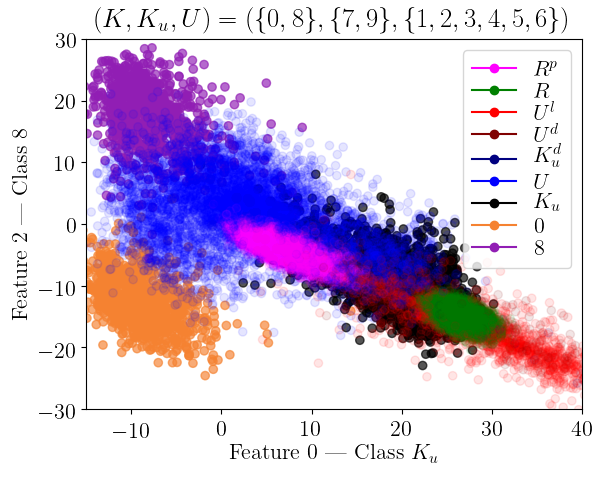 (K, K_u, U) = ({0, 8}, {7, 9}, {1, 2, 3, 4, 5, 6})
30
20
10
0
−10
−20
−30
−10
0
10
20
30
40
Feature 2 — Class 8
Feature 0 — Class K_u
R^p
R
U^l
U^d
K_u^d
U
K_u
0
8